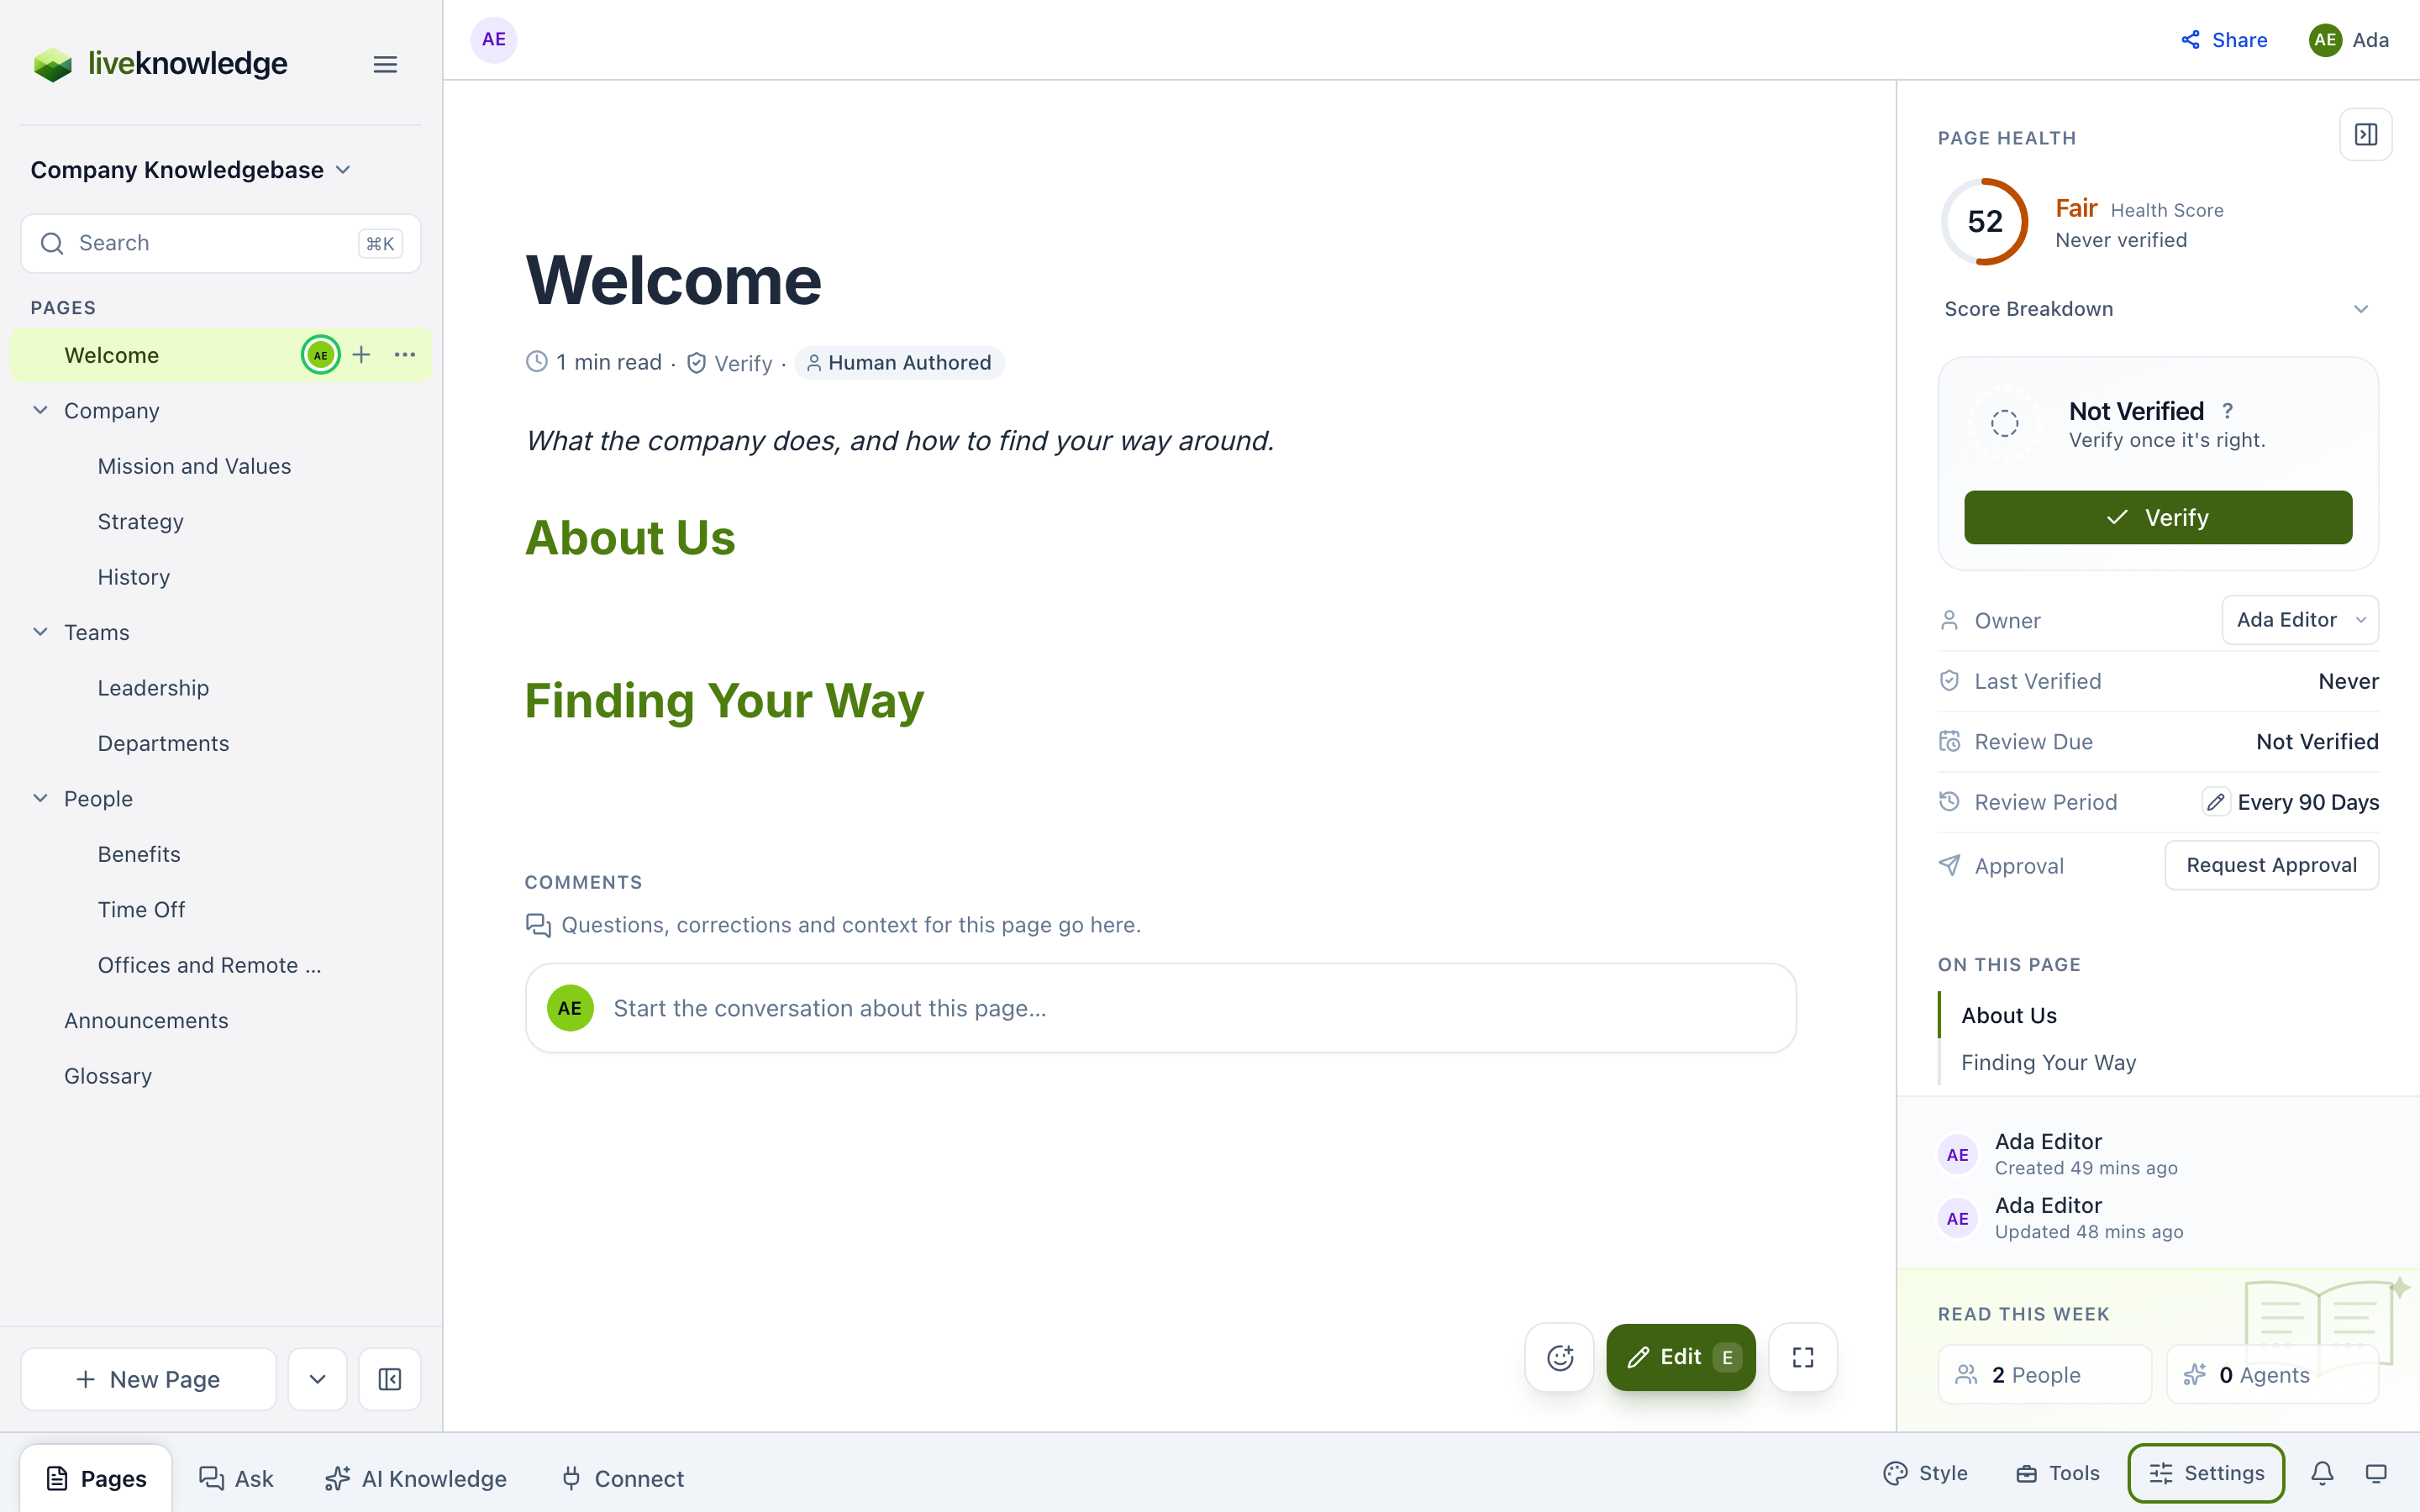 liveknowledge
Company Knowledgebase
Search ⌘K
PAGES
Welcome AE
Company
Mission and Values
Strategy
History
Teams
Leadership
Departments
People
Benefits
Time Off
Offices and Remote ...
Announcements
Glossary
New Page
AE
Share
AE Ada
Welcome
1 min read · Verify · Human Authored
What the company does, and how to find your way around.
About Us
Finding Your Way
COMMENTS
Questions, corrections and context for this page go here.
AE Start the conversation about this page...
Edit E
PAGE HEALTH
52
Fair Health Score
Never verified
Score Breakdown
Not Verified ?
Verify once it's right.
Verify
Owner Ada Editor
Last Verified Never
Review Due Not Verified
Review Period Every 90 Days
Approval Request Approval
ON THIS PAGE
About Us
Finding Your Way
AE Ada Editor
Created 49 mins ago
AE Ada Editor
Updated 48 mins ago
READ THIS WEEK
2 People 0 Agents
Pages Ask AI Knowledge Connect
Style Tools Settings